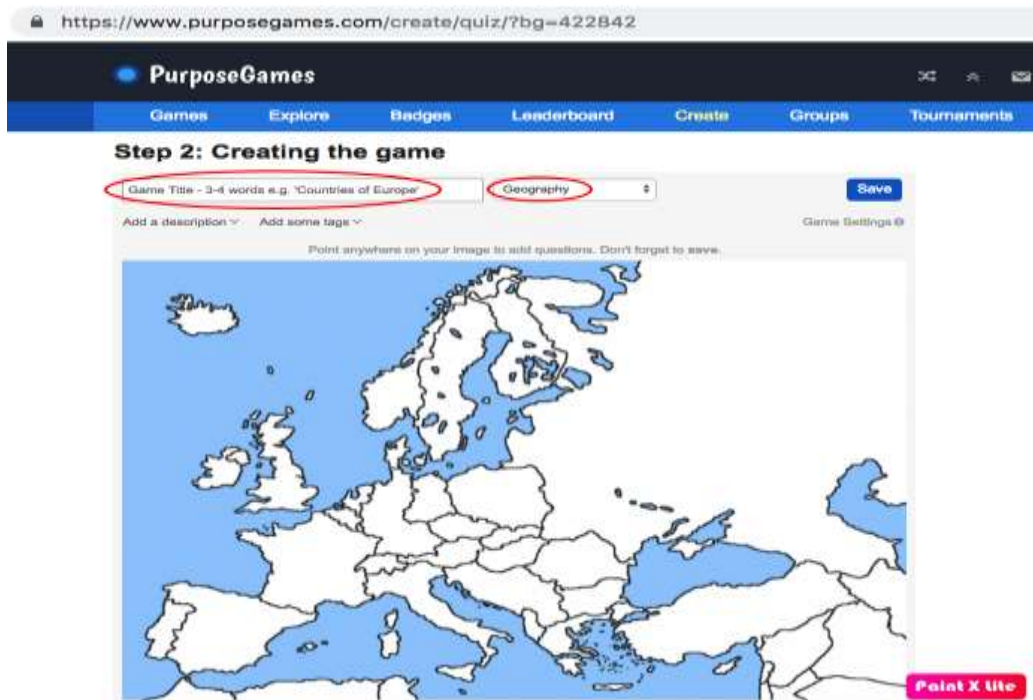 https://www.purposegames.com/create/quiz/?bg=422842
PurposeGames
Games Explore Badges Leaderboard Create Groups Tournaments
Step 2: Creating the game
Game Title - 3-4 words e.g. 'Countries of Europe' Geography Save
Add a description Add some tags Game Settings
Point anywhere on your image to add questions. Don't forget to save.
Paint X lite